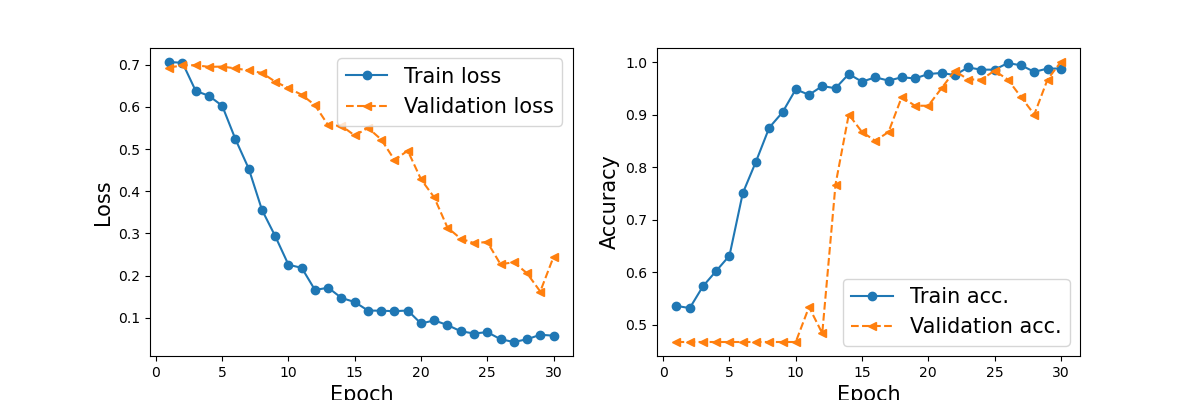 0.7
0.6
0.5
0.4
0.3
0.2
0.1
Loss
0 5 10 15 20 25 30
Epoch
Train loss
Validation loss
1.0
0.9
0.8
0.7
0.6
0.5
Accuracy
0 5 10 15 20 25 30
Epoch
Train acc.
Validation acc.